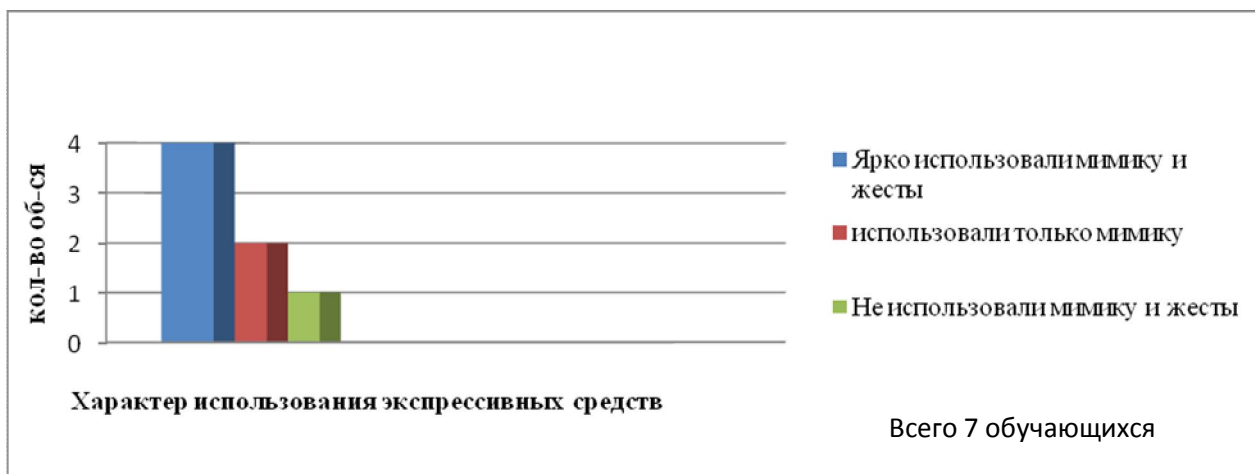 кол-во об-ся
4
3
2
1
0
Характер использования экспрессивных средств
Ярко использовали мимику и
жесты
использовали только мимику
Не использовали мимику и жесты
Всего 7 обучающихся